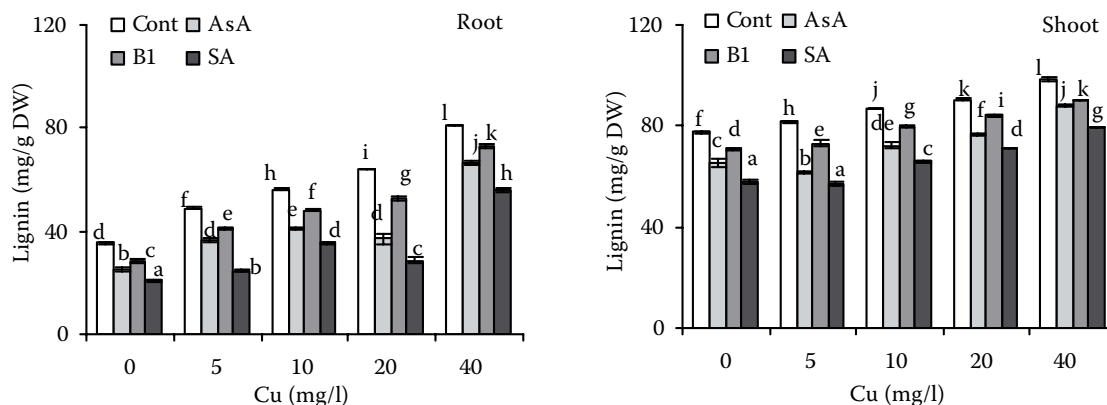 120
Cont
AsA
B1
SA
Root
Lignin (mg/g DW)
80
40
0
d b c a
f d e b
h e f d
i d g c
l j k h
0 5 10 20 40
Cu (mg/l)
120
Cont
AsA
B1
SA
Shoot
Lignin (mg/g DW)
80
40
0
f c d a
h b e a
j de g c
k f i d
l j k g
0 5 10 20 40
Cu (mg/l)